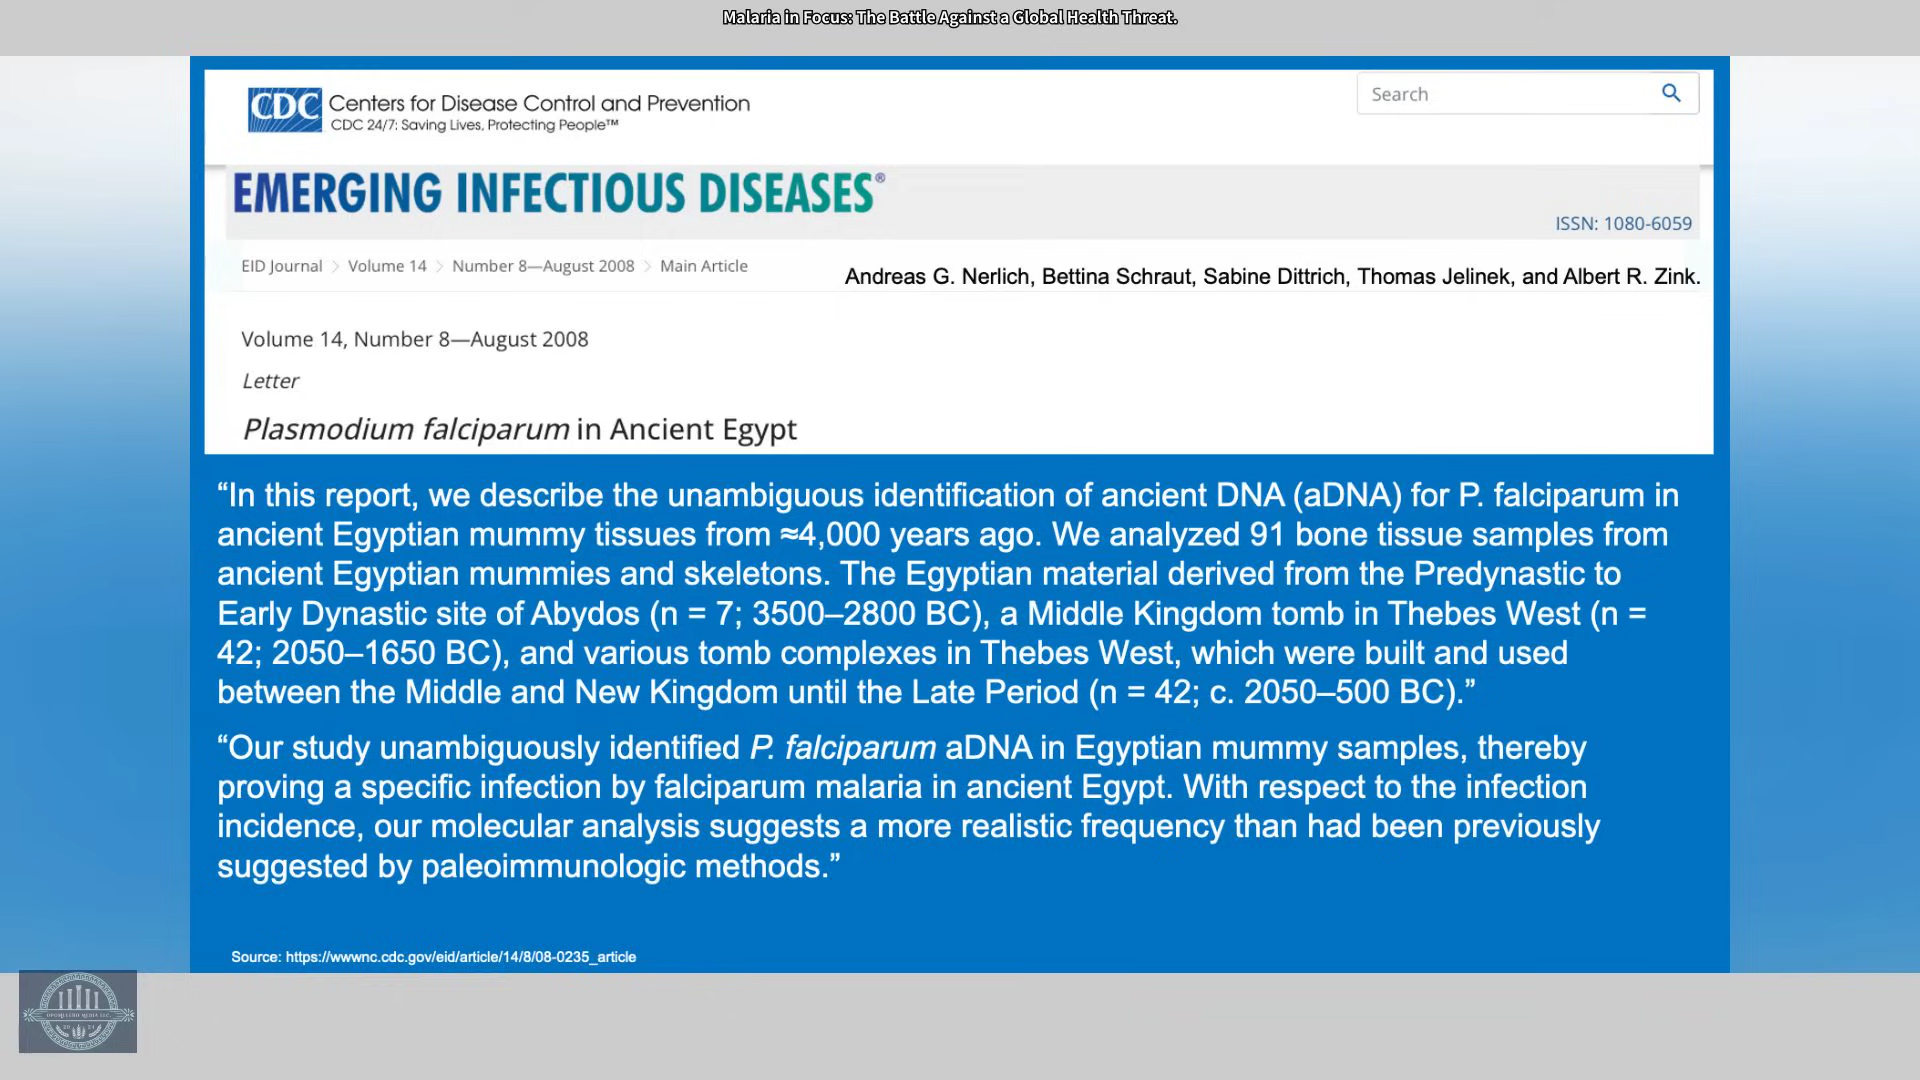 Malaria in Focus: The Battle Against a Global Health Threat.
CDC Centers for Disease Control and Prevention
CDC 24/7: Saving Lives, Protecting People™
Search
EMERGING INFECTIOUS DISEASES®
ISSN: 1080-6059
EID Journal > Volume 14 > Number 8—August 2008 > Main Article
Andreas G. Nerlich, Bettina Schraut, Sabine Dittrich, Thomas Jelinek, and Albert R. Zink.
Volume 14, Number 8—August 2008
Letter
Plasmodium falciparum in Ancient Egypt
“In this report, we describe the unambiguous identification of ancient DNA (aDNA) for P. falciparum in
ancient Egyptian mummy tissues from ≈4,000 years ago. We analyzed 91 bone tissue samples from
ancient Egyptian mummies and skeletons. The Egyptian material derived from the Predynastic to
Early Dynastic site of Abydos (n = 7; 3500–2800 BC), a Middle Kingdom tomb in Thebes West (n =
42; 2050–1650 BC), and various tomb complexes in Thebes West, which were built and used
between the Middle and New Kingdom until the Late Period (n = 42; c. 2050–500 BC).”
“Our study unambiguously identified P. falciparum aDNA in Egyptian mummy samples, thereby
proving a specific infection by falciparum malaria in ancient Egypt. With respect to the infection
incidence, our molecular analysis suggests a more realistic frequency than had been previously
suggested by paleoimmunologic methods.”
Source: https://wwwnc.cdc.gov/eid/article/14/8/08-0235_article